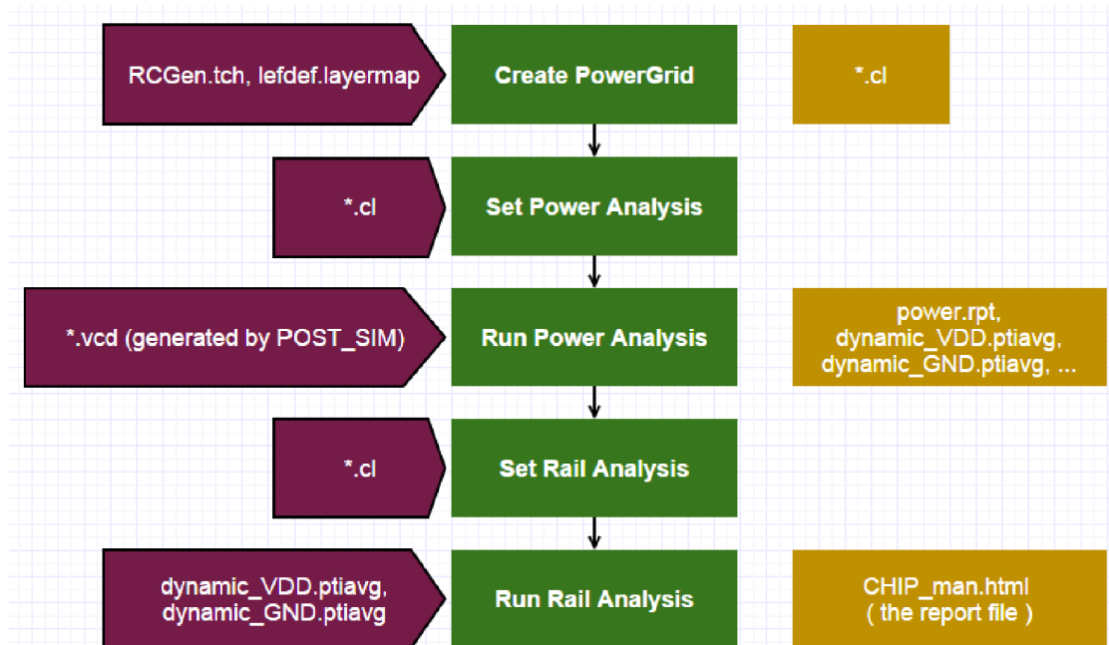 RCGen.tch, lefdef.layermap
Create PowerGrid
*.cl
*.cl
Set Power Analysis
*.vcd (generated by POST_SIM)
Run Power Analysis
power.rpt,
dynamic_VDD.ptiavg,
dynamic_GND.ptiavg, ...
*.cl
Set Rail Analysis
dynamic_VDD.ptiavg,
dynamic_GND.ptiavg
Run Rail Analysis
CHIP_man.html
( the report file )